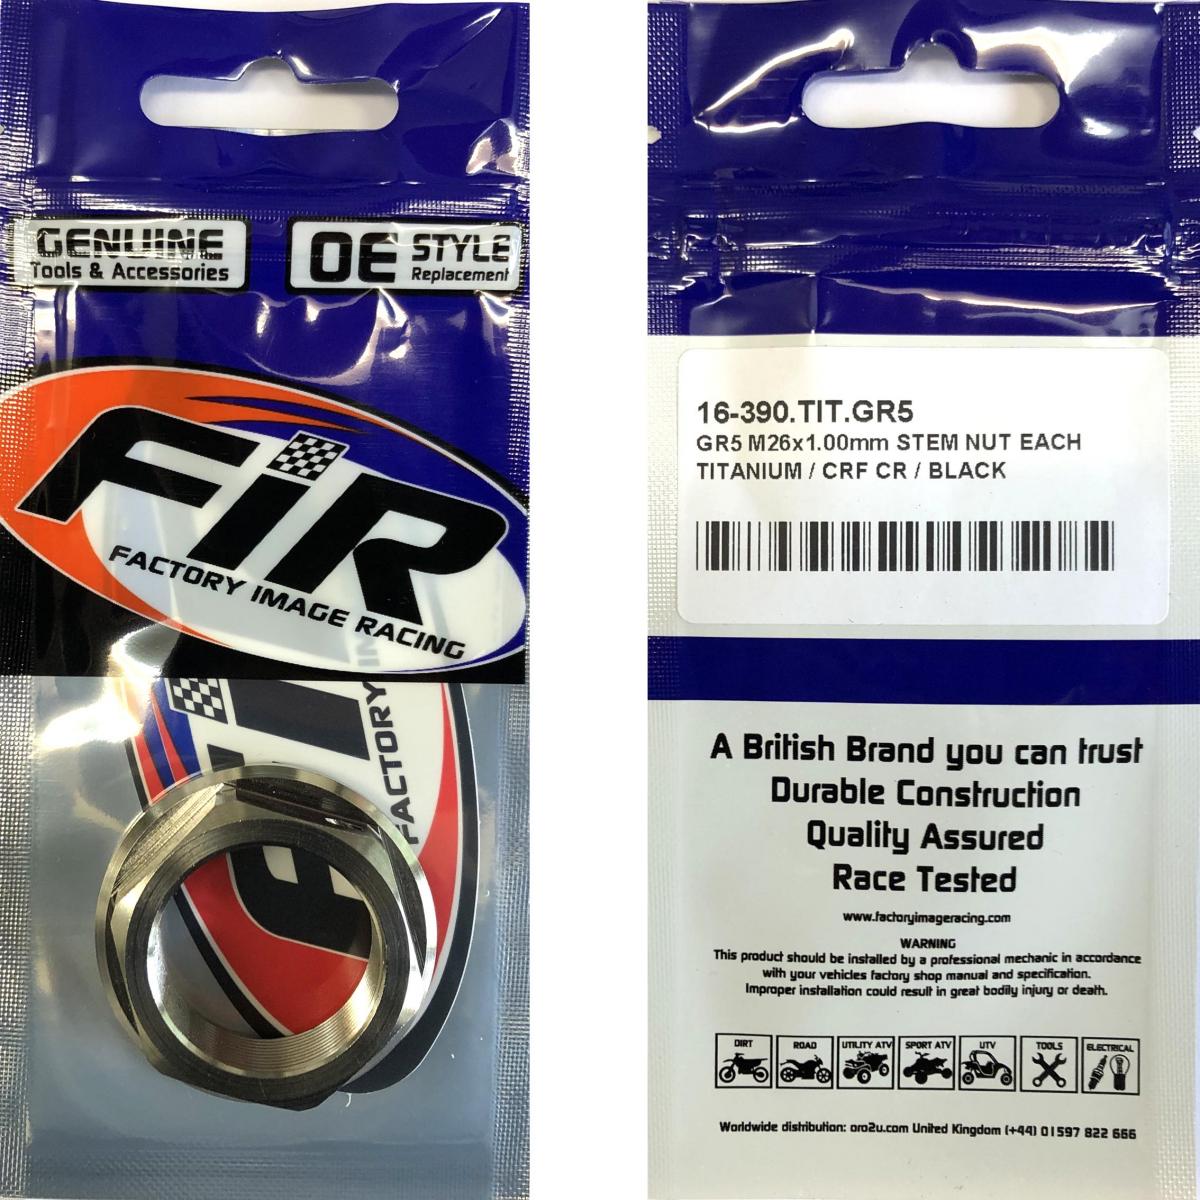 GENUINE
Tools & Accessories
OE STYLE
Replacement
FiR
FACTORY IMAGE RACING
FACTORY
16-390.TIT.GR5
GR5 M26x1.00mm STEM NUT EACH
TITANIUM / CRF CR / BLACK
A British Brand you can trust
Durable Construction
Quality Assured
Race Tested
www.factoryimageracing.com
WARNING
This product should be installed by a professional mechanic in accordance
with your vehicles factory shop manual and specification.
Improper installation could result in great bodily injury or death.
DIRT
ROAD
UTILITY ATV
SPORT ATV
UTV
TOOLS
ELECTRICAL
Worldwide distribution: oro2u.com United Kingdom (+44) 01597 822 666